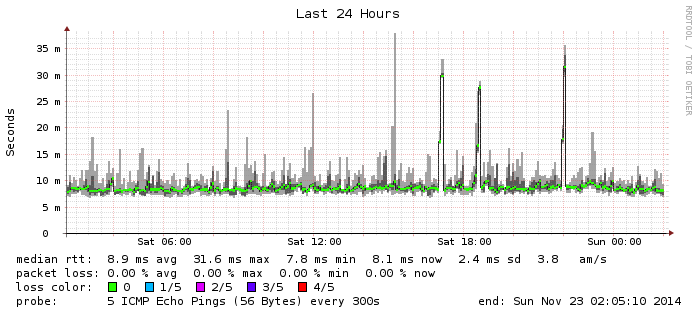 Last 24 Hours
RRDTOOL / TOBI OETIKER
Seconds
35 m
30 m
25 m
20 m
15 m
10 m
5 m
0
Sat 06:00 Sat 12:00 Sat 18:00 Sun 00:00
median rtt: 8.9 ms avg 31.6 ms max 7.8 ms min 8.1 ms now 2.4 ms sd 3.8 am/s
packet loss: 0.00 % avg 0.00 % max 0.00 % min 0.00 % now
loss color: 0 1/5 2/5 3/5 4/5
probe: 5 ICMP Echo Pings (56 Bytes) every 300s end: Sun Nov 23 02:05:10 2014